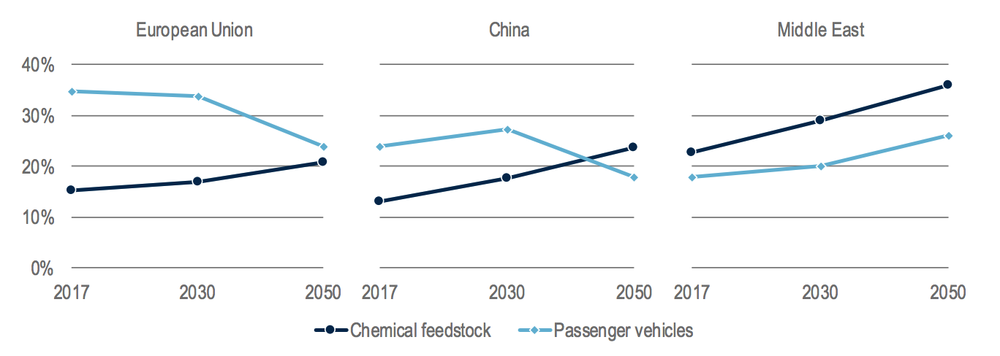 European Union China Middle East
40%
30%
20%
10%
0%
2017 2030 2050 2017 2030 2050 2017 2030 2050
Chemical feedstock Passenger vehicles